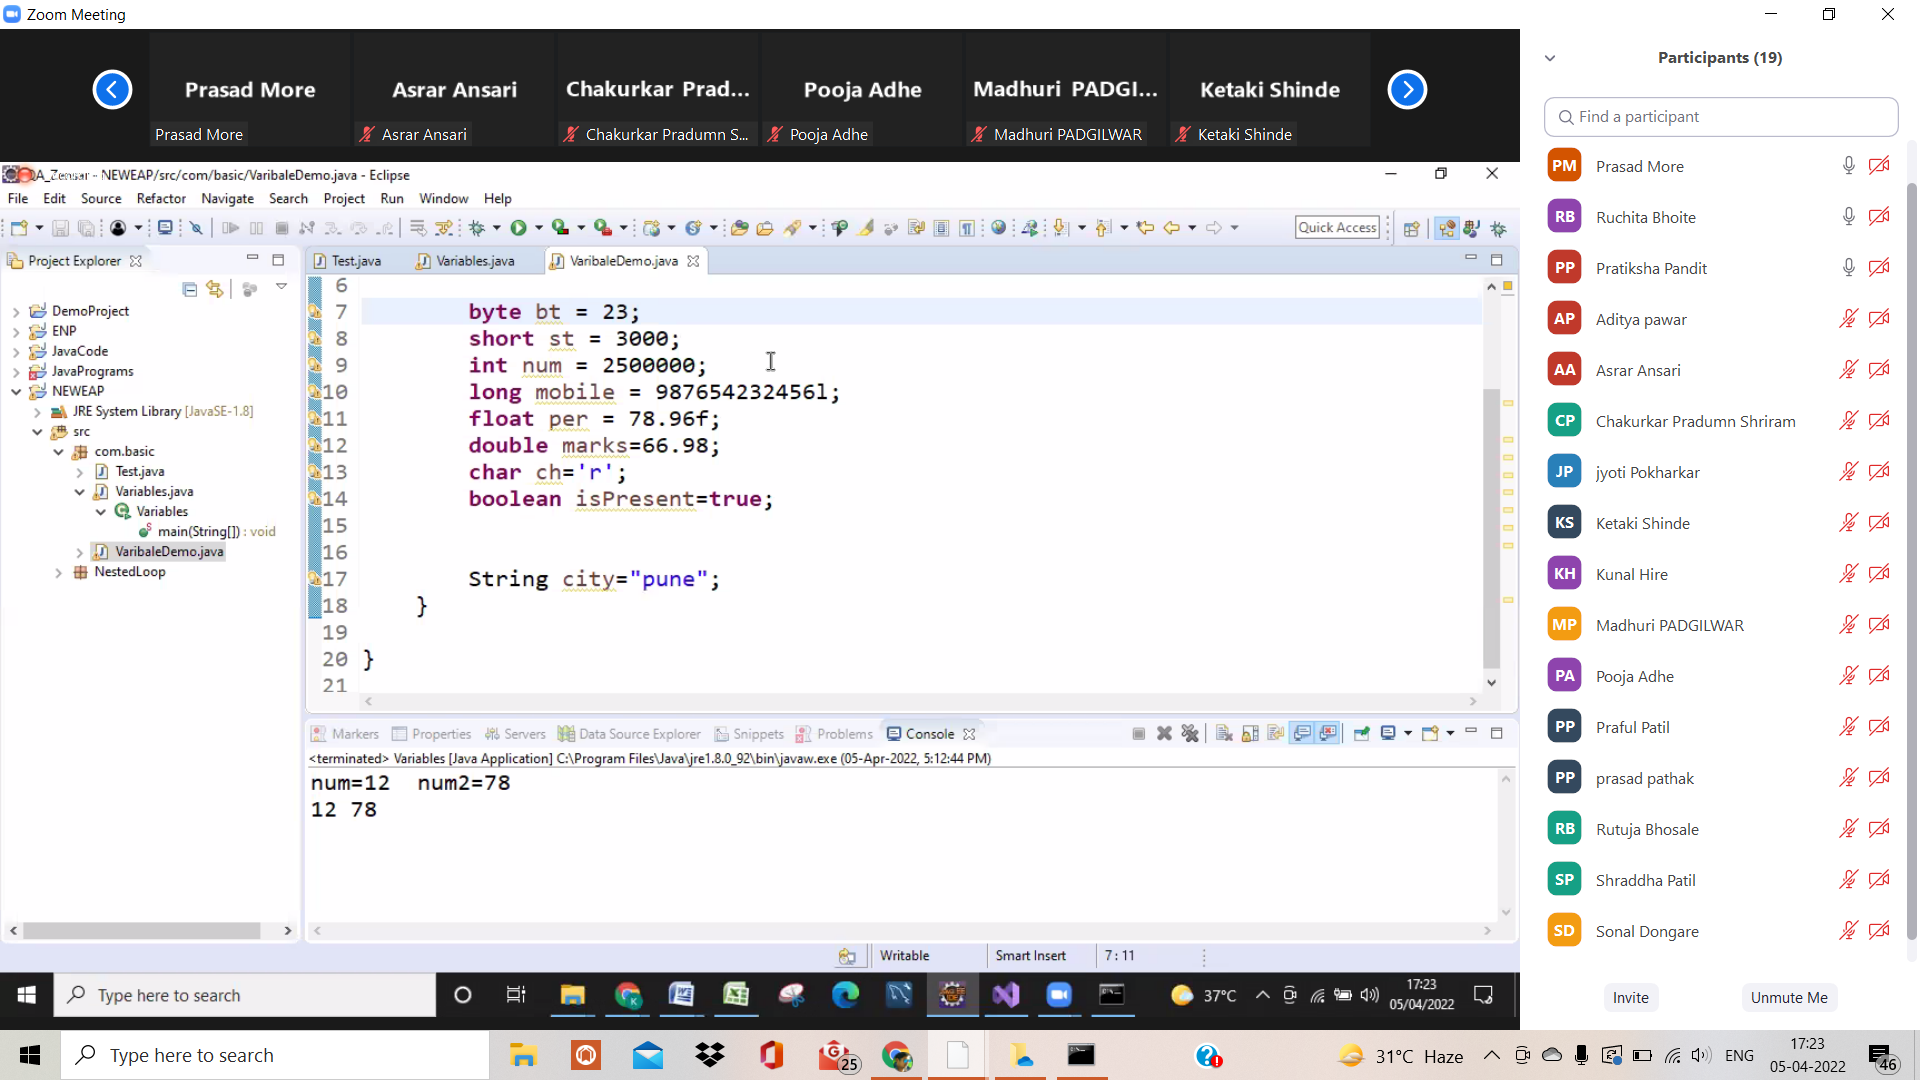 Zoom Meeting
Prasad More
Asrar Ansari
Chakurkar Prad...
Pooja Adhe
Madhuri PADGI...
Ketaki Shinde
Prasad More
Asrar Ansari
Chakurkar Pradumn S...
Pooja Adhe
Madhuri PADGILWAR
Ketaki Shinde
QA_Zensar - NEWEAP/src/com/basic/VaribaleDemo.java - Eclipse
File Edit Source Refactor Navigate Search Project Run Window Help
Quick Access
Project Explorer
DemoProject
ENP
JavaCode
JavaPrograms
NEWEAP
JRE System Library [JavaSE-1.8]
src
com.basic
Test.java
Variables.java
Variables
main(String[]) : void
VaribaleDemo.java
NestedLoop
Test.java Variables.java VaribaleDemo.java
6
7 byte bt = 23;
8 short st = 3000;
9 int num = 2500000;
10 long mobile = 987654232456l;
11 float per = 78.96f;
12 double marks=66.98;
13 char ch='r';
14 boolean isPresent=true;
15
16
17 String city="pune";
18 }
19
20 }
21
Markers Properties Servers Data Source Explorer Snippets Problems Console
<terminated> Variables [Java Application] C:\Program Files\Java\jre1.8.0_92\bin\javaw.exe (05-Apr-2022, 5:12:44 PM)
num=12  num2=78
12 78
Writable Smart Insert 7 : 11
Type here to search
37°C
17:23
05/04/2022
Participants (19)
Find a participant
PM Prasad More
RB Ruchita Bhoite
PP Pratiksha Pandit
AP Aditya pawar
AA Asrar Ansari
CP Chakurkar Pradumn Shriram
JP jyoti Pokharkar
KS Ketaki Shinde
KH Kunal Hire
MP Madhuri PADGILWAR
PA Pooja Adhe
PP Praful Patil
PP prasad pathak
RB Rutuja Bhosale
SP Shraddha Patil
SD Sonal Dongare
Invite Unmute Me
Type here to search
25
31°C Haze
ENG
17:23
05-04-2022
46